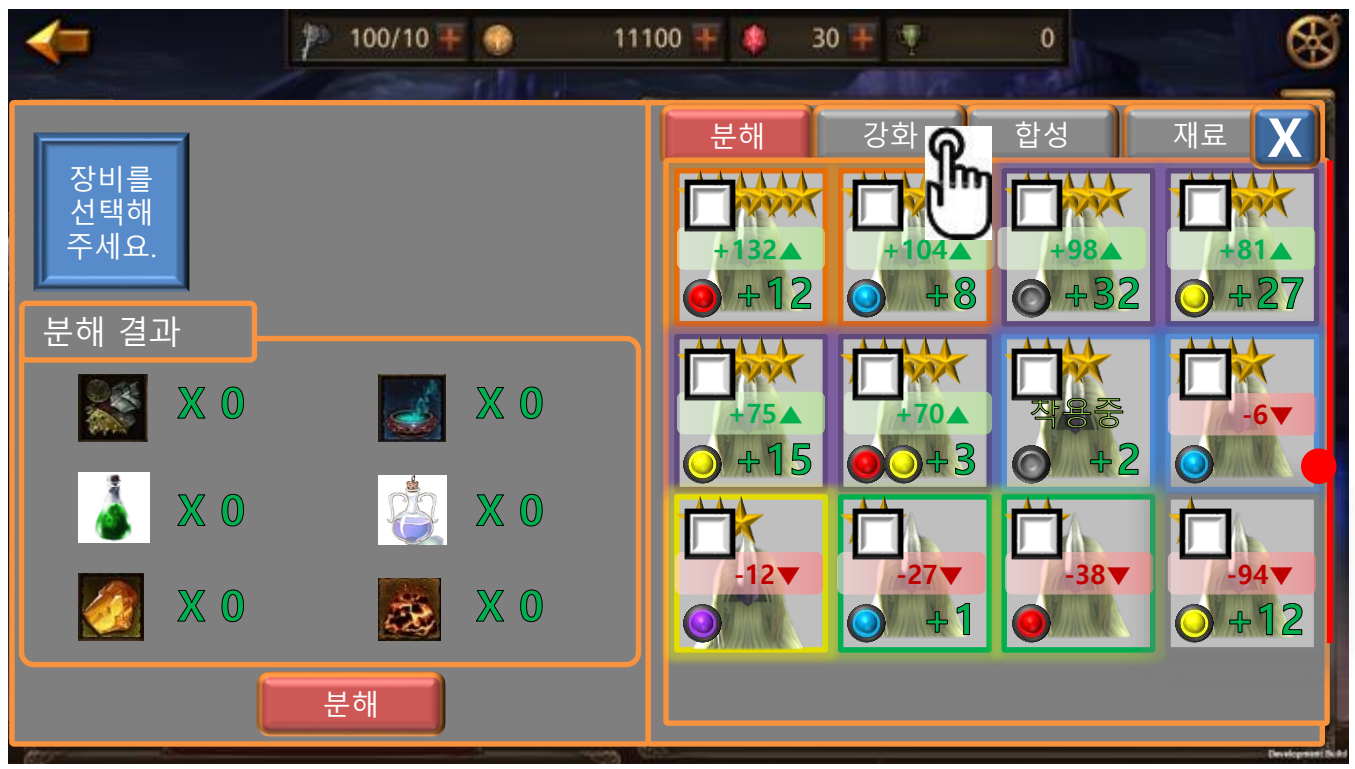 100/10 11100 30 0
분해 강화 합성 재료 X
장비를
선택해
주세요.
+132▲ +104▲ +98▲ +81▲
+12 +8 +32 +27
분해 결과
X 0 X 0
X 0 X 0
X 0 X 0
분해
착용중
+75▲ +70▲ -6▼
+15 +3 +2
-12▼ -27▼ -38▼ -94▼
+1 +12
Development Build